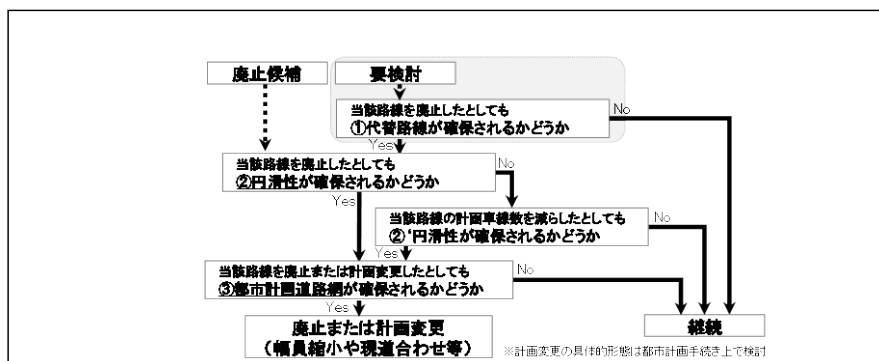 廃止候補
要検討
当該路線を廃止したとしても
①代替路線が確保されるかどうか
No
Yes
当該路線を廃止したとしても
②円滑性が確保されるかどうか
No
Yes
当該路線の計画車線数を減らしたとしても
②‘円滑性が確保されるかどうか
No
Yes
当該路線を廃止または計画変更したとしても
③都市計画道路網が確保されるかどうか
No
Yes
廃止または計画変更
（幅員縮小や現道合わせ等）
継続
※計画変更の具体的形態は都市計画手続き上で検討